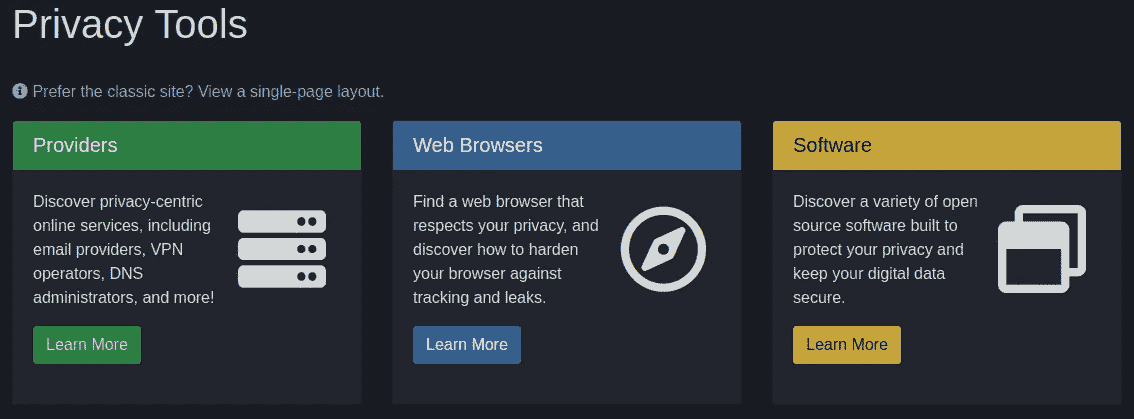 Privacy Tools
Prefer the classic site? View a single-page layout.
Providers
Discover privacy-centric
online services, including
email providers, VPN
operators, DNS
administrators, and more!
Learn More
Web Browsers
Find a web browser that
respects your privacy, and
discover how to harden
your browser against
tracking and leaks.
Learn More
Software
Discover a variety of open
source software built to
protect your privacy and
keep your digital data
secure.
Learn More